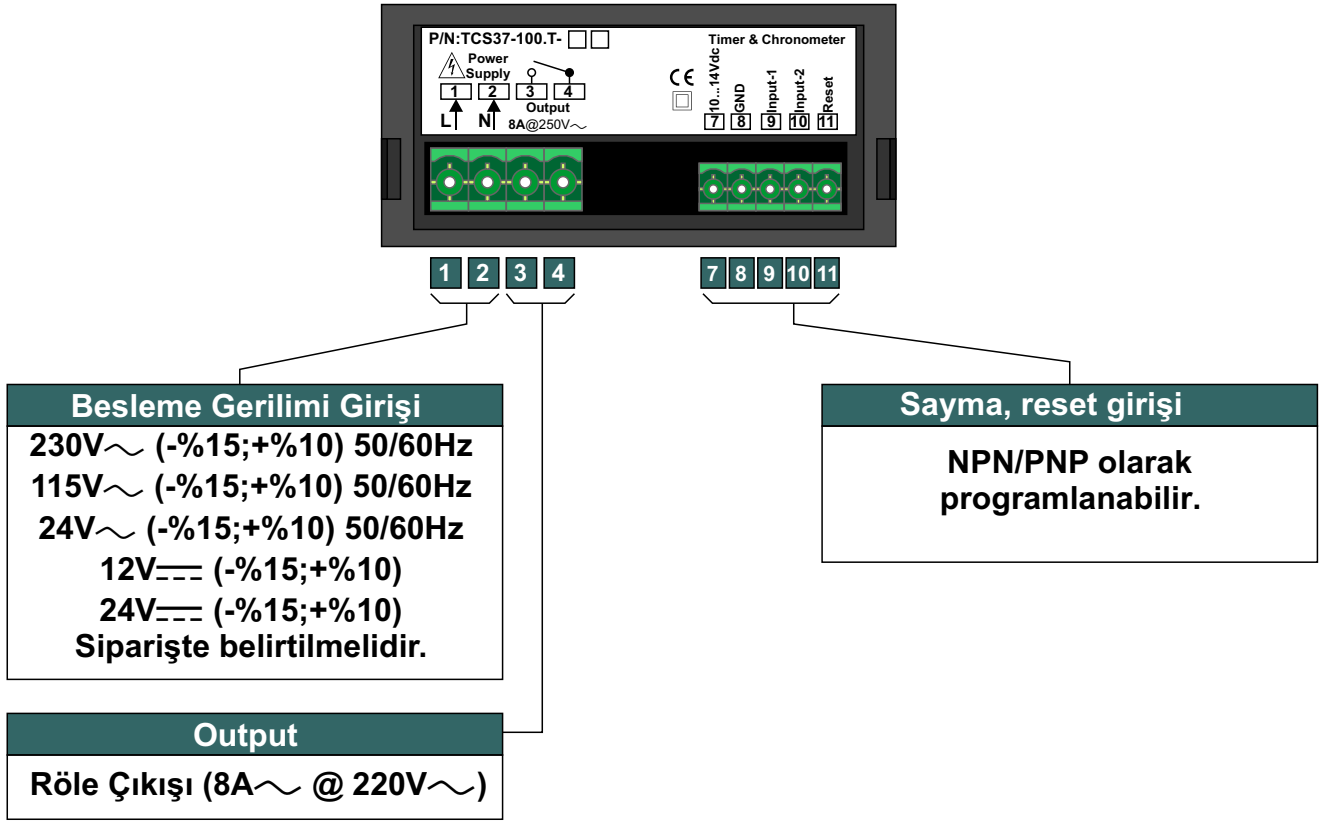 P/N:TCS37-100.T-
Timer & Chronometer
Power
Supply
1 2 3 4
Output
L N 8A@250V~
CE
10...14Vdc
GND
Input-1
Input-2
Reset
7 8 9 10 11
1 2 3 4
7 8 9 10 11
Besleme Gerilimi Girişi
230V~ (-%15;+%10) 50/60Hz
115V~ (-%15;+%10) 50/60Hz
24V~ (-%15;+%10) 50/60Hz
12V⎓ (-%15;+%10)
24V⎓ (-%15;+%10)
Siparişte belirtilmelidir.
Sayma, reset girişi
NPN/PNP olarak
programlanabilir.
Output
Röle Çıkışı (8A~ @ 220V~)